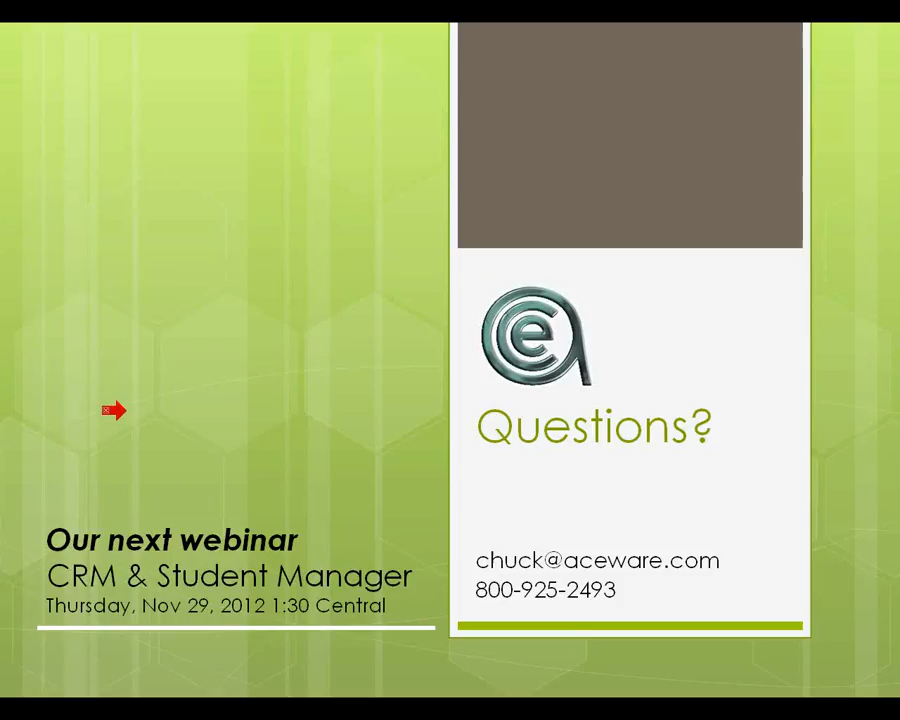 Questions?
chuck@aceware.com
800-925-2493
Our next webinar
CRM & Student Manager
Thursday, Nov 29, 2012 1:30 Central